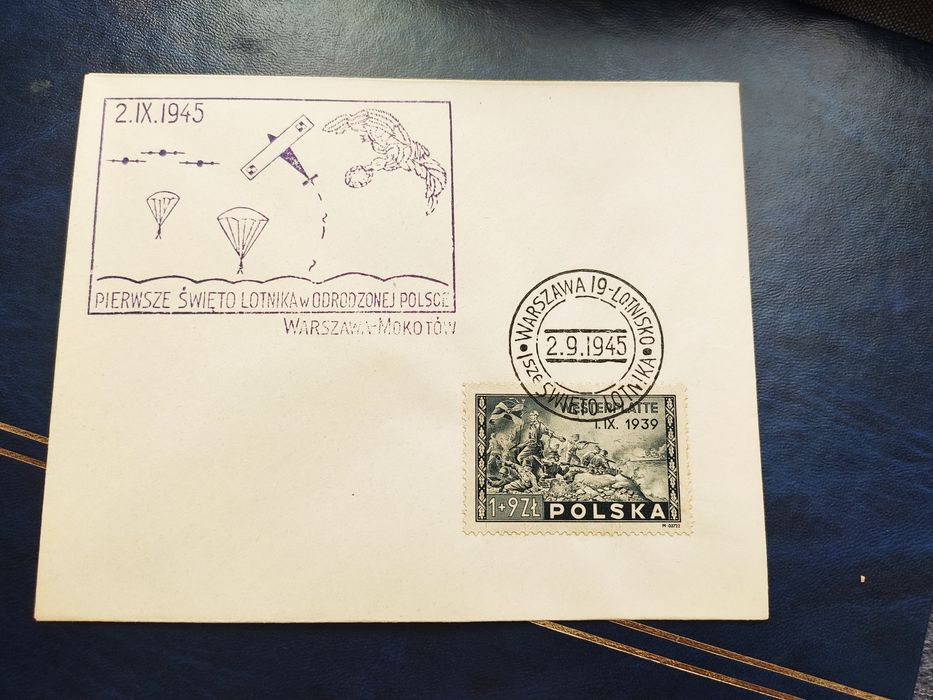 2.IX.1945
PIERWSZE ŚWIĘTO LOTNIKA W ODRODZONEJ POLSCE
WARSZAWA-MOKOTÓW
WARSZAWA 19-LOTNISKO
2.9.1945
I SZE ŚWIĘTO LOTNIKA
WESTERPLATTE
1.IX. 1939
1+9 ZŁ POLSKA